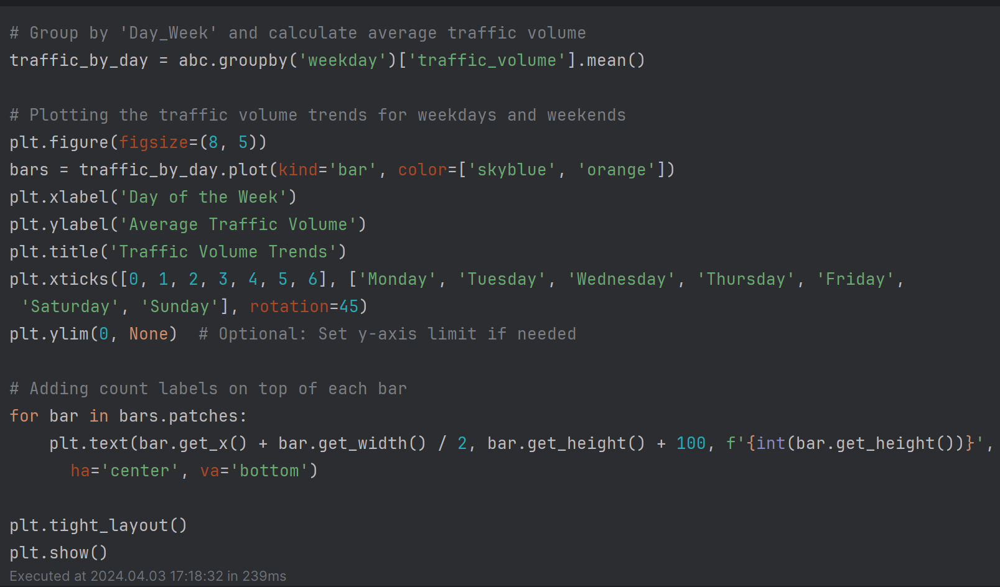 # Group by 'Day_Week' and calculate average traffic volume
traffic_by_day = abc.groupby('weekday')['traffic_volume'].mean()
# Plotting the traffic volume trends for weekdays and weekends
plt.figure(figsize=(8, 5))
bars = traffic_by_day.plot(kind='bar', color=['skyblue', 'orange'])
plt.xlabel('Day of the Week')
plt.ylabel('Average Traffic Volume')
plt.title('Traffic Volume Trends')
plt.xticks([0, 1, 2, 3, 4, 5, 6], ['Monday', 'Tuesday', 'Wednesday', 'Thursday', 'Friday',
'Saturday', 'Sunday'], rotation=45)
plt.ylim(0, None)  # Optional: Set y-axis limit if needed
# Adding count labels on top of each bar
for bar in bars.patches:
    plt.text(bar.get_x() + bar.get_width() / 2, bar.get_height() + 100, f'{int(bar.get_height())}',
ha='center', va='bottom')
plt.tight_layout()
plt.show()
Executed at 2024.04.03 17:18:32 in 239ms